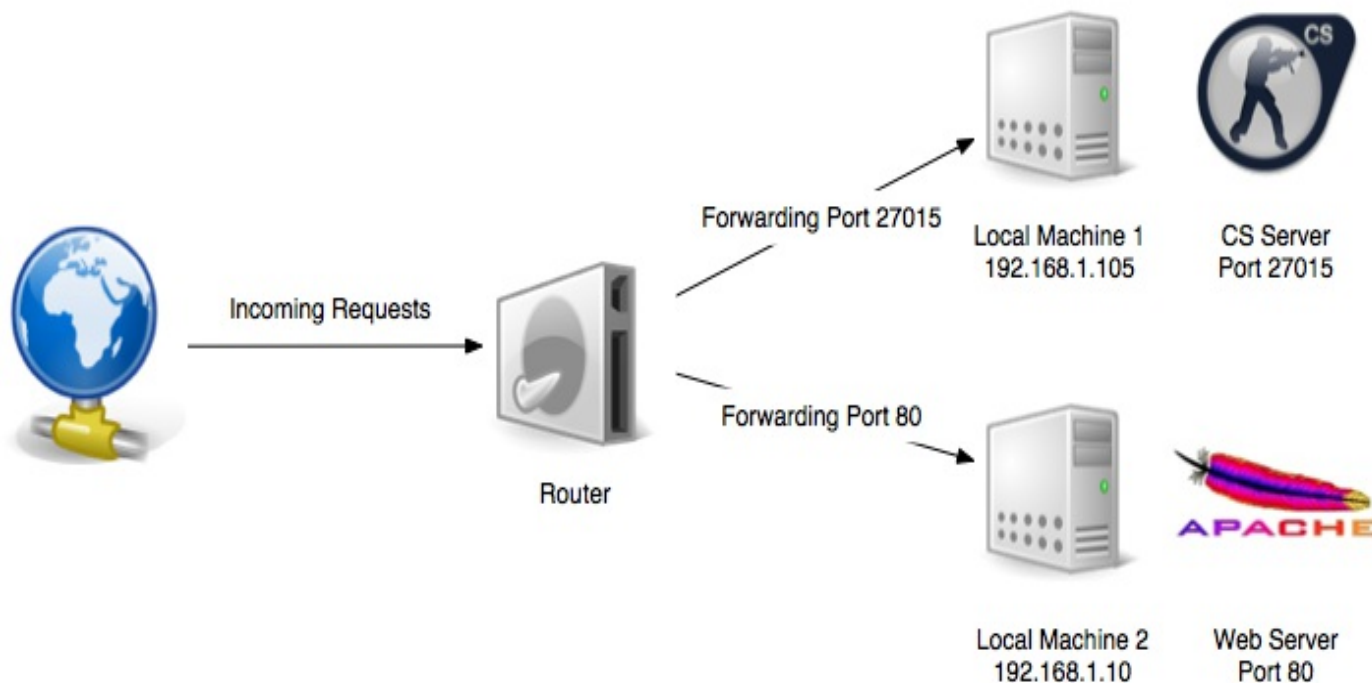 CS
Forwarding Port 27015
Local Machine 1
192.168.1.105
CS Server
Port 27015
Incoming Requests
Forwarding Port 80
Router
APACHE
Local Machine 2
192.168.1.10
Web Server
Port 80